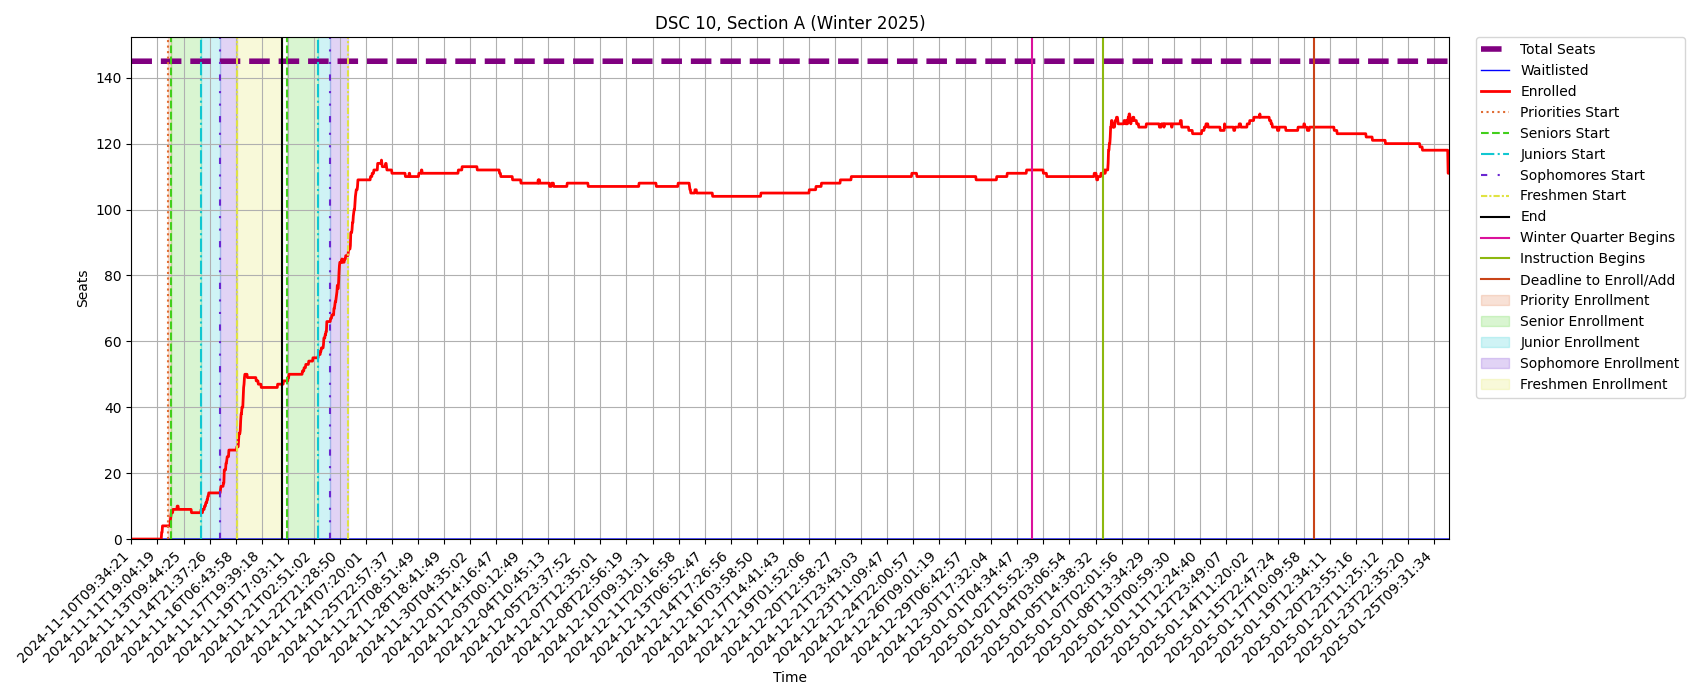 DSC 10, Section A (Winter 2025)
Seats
140
120
100
80
60
40
20
0
2024-11-10T09:34:21
2024-11-11T19:04:19
2024-11-13T09:44:25
2024-11-14T21:37:26
2024-11-16T06:43:58
2024-11-17T19:39:18
2024-11-19T17:03:11
2024-11-21T02:51:02
2024-11-22T21:28:50
2024-11-24T07:20:01
2024-11-25T22:57:37
2024-11-27T08:51:49
2024-11-28T18:41:49
2024-11-30T04:35:02
2024-12-01T14:16:47
2024-12-03T00:12:49
2024-12-04T10:45:13
2024-12-05T23:37:52
2024-12-07T12:35:01
2024-12-08T22:56:19
2024-12-10T09:31:31
2024-12-11T20:16:58
2024-12-13T06:52:47
2024-12-14T17:26:56
2024-12-16T03:58:50
2024-12-17T14:41:43
2024-12-19T01:52:06
2024-12-20T12:58:27
2024-12-21T23:43:03
2024-12-23T11:09:47
2024-12-24T22:00:57
2024-12-26T09:01:19
2024-12-29T06:42:57
2024-12-30T17:32:04
2025-01-01T04:34:47
2025-01-02T15:52:39
2025-01-04T03:06:54
2025-01-05T14:38:32
2025-01-07T02:01:56
2025-01-08T13:34:29
2025-01-10T00:59:30
2025-01-11T12:24:40
2025-01-12T23:49:07
2025-01-14T11:20:02
2025-01-15T22:47:24
2025-01-17T10:09:58
2025-01-19T12:34:11
2025-01-20T23:55:16
2025-01-22T11:25:12
2025-01-23T22:35:20
2025-01-25T09:31:34
Time
Total Seats
Waitlisted
Enrolled
Priorities Start
Seniors Start
Juniors Start
Sophomores Start
Freshmen Start
End
Winter Quarter Begins
Instruction Begins
Deadline to Enroll/Add
Priority Enrollment
Senior Enrollment
Junior Enrollment
Sophomore Enrollment
Freshmen Enrollment